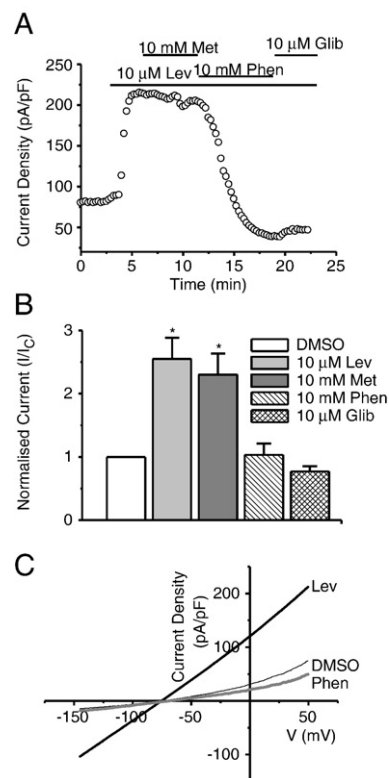 A
10 mM Met
10 µM Glib
10 µM Lev
10 mM Phen
Current Density (pA/pF)
250
200
150
100
50
0
5
10
15
20
25
Time (min)
B
Normalised Current (I/I_C)
3
2
1
0
*
*
DMSO
10 µM Lev
10 mM Met
10 mM Phen
10 µM Glib
C
Current Density
(pA/pF)
200
100
-100
Lev
DMSO
Phen
-150
-100
-50
50
V (mV)